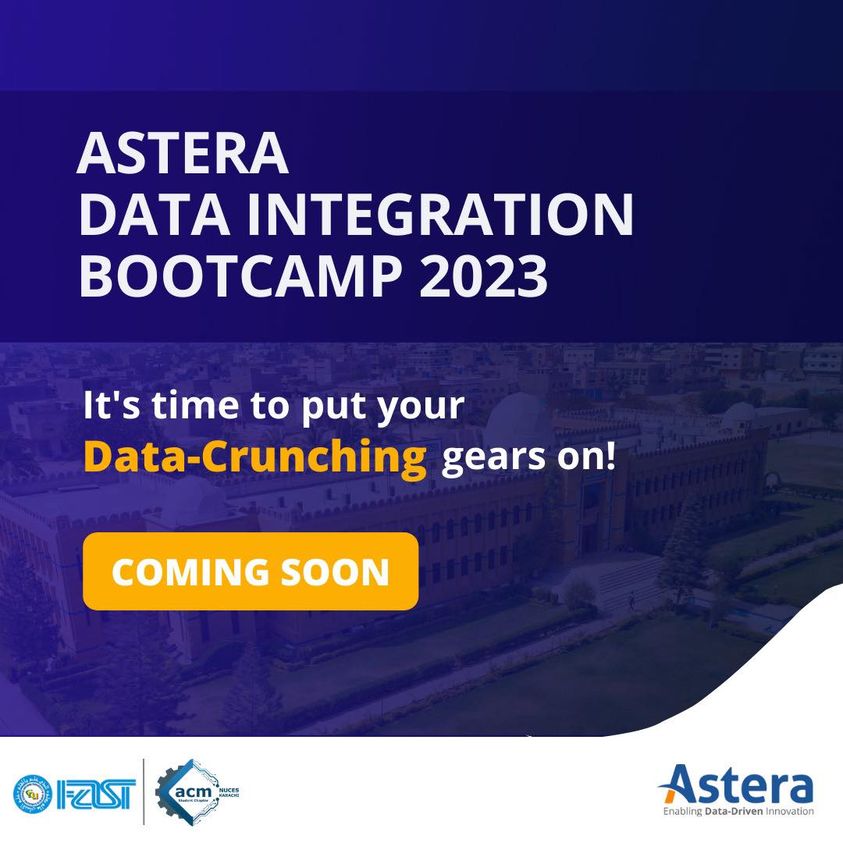 ASTERA
DATA INTEGRATION
BOOTCAMP 2023
It's time to put your
Data-Crunching gears on!
COMING SOON
FAST
acm
Student Chapter
NUCES
KARACHI
Astera
Enabling Data-Driven Innovation